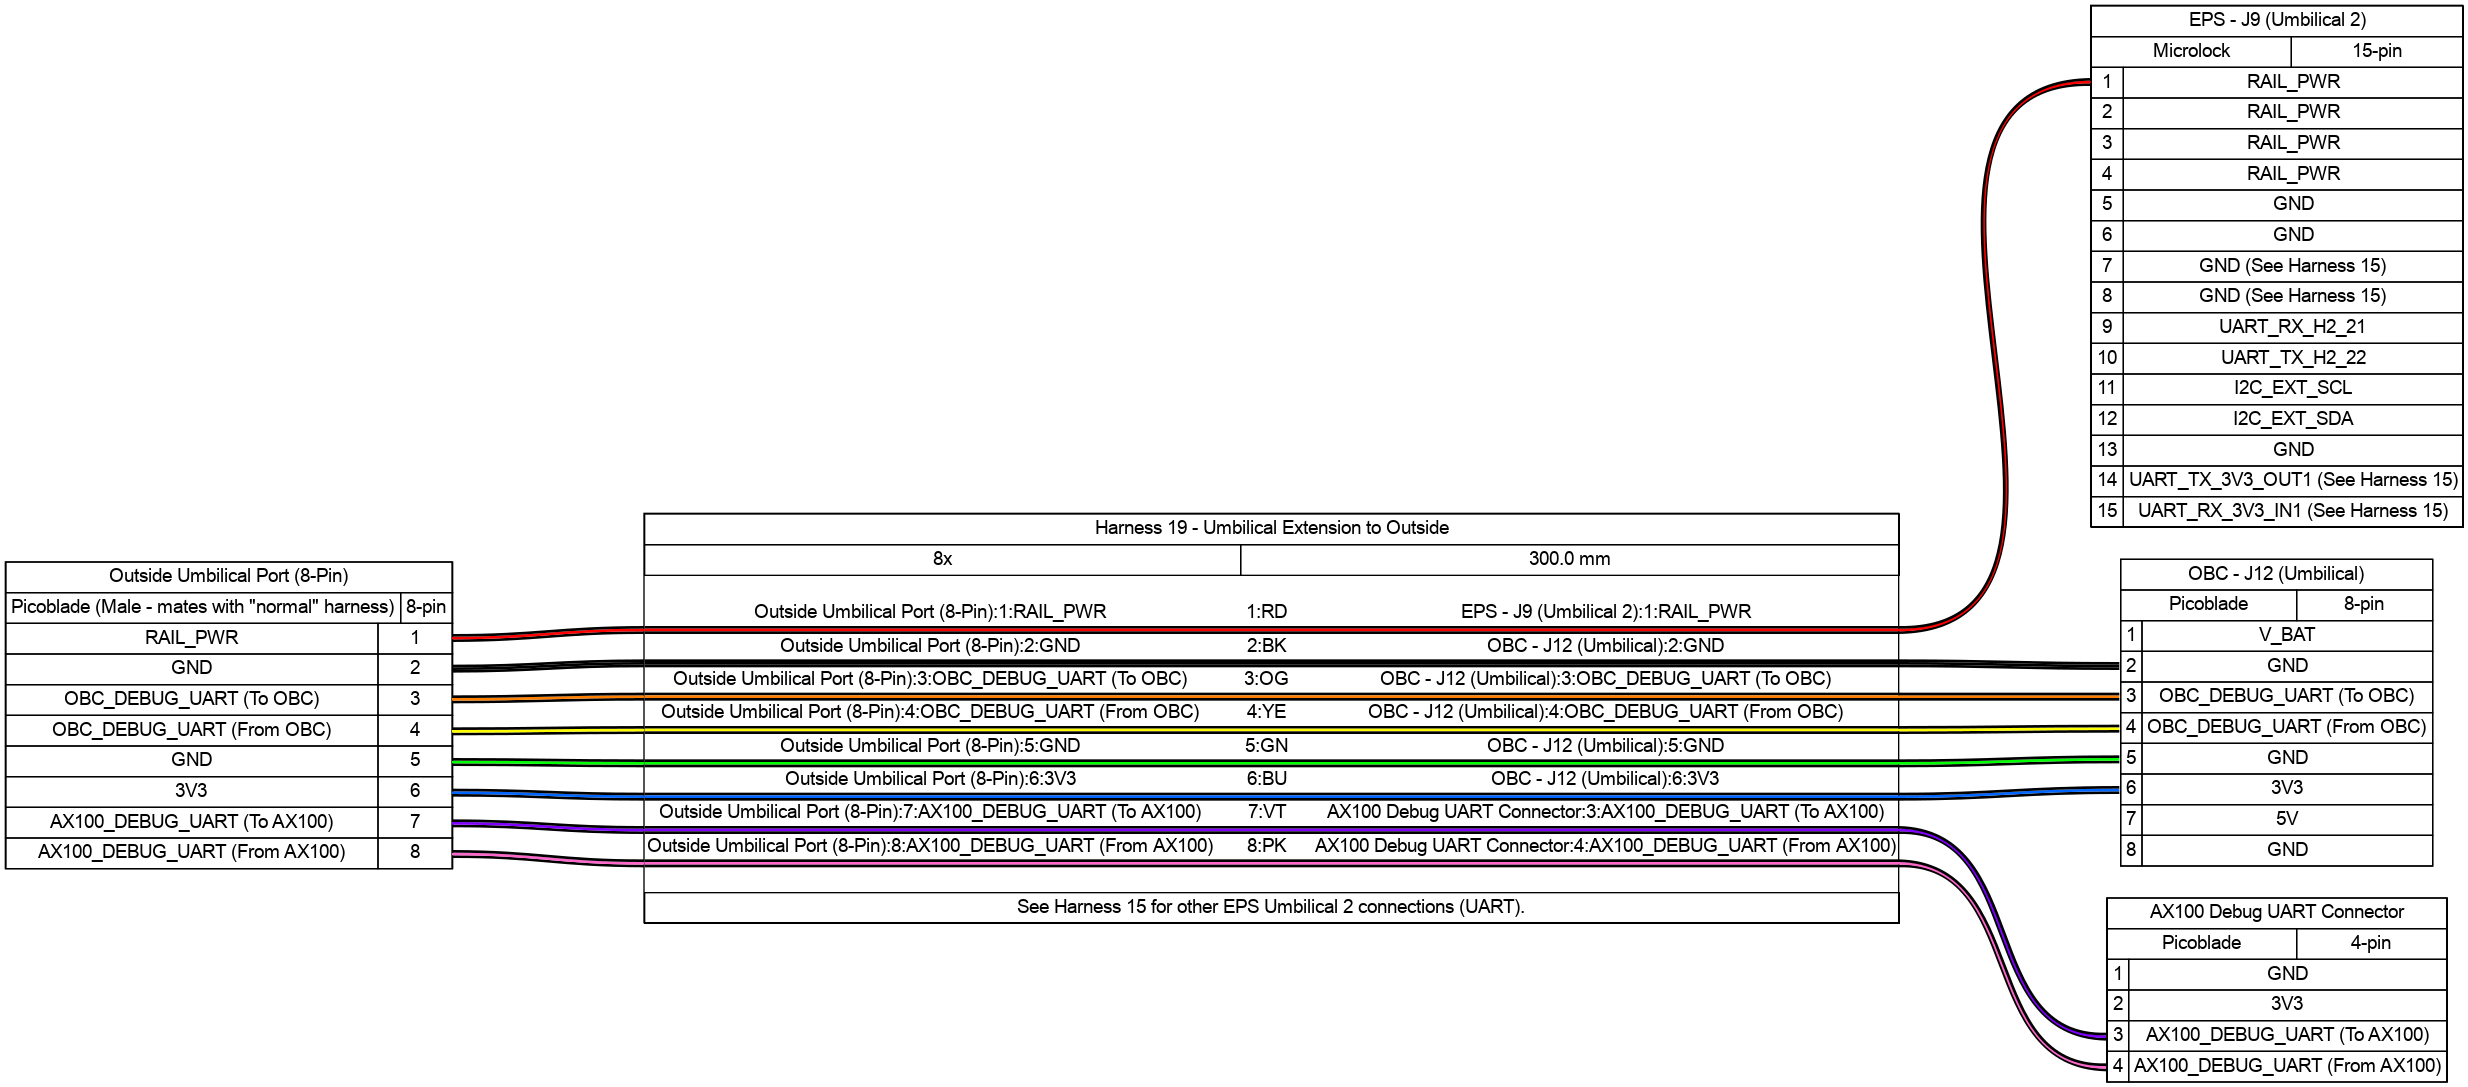 EPS - J9 (Umbilical 2)
Microlock 15-pin
1 RAIL_PWR
2 RAIL_PWR
3 RAIL_PWR
4 RAIL_PWR
5 GND
6 GND
7 GND (See Harness 15)
8 GND (See Harness 15)
9 UART_RX_H2_21
10 UART_TX_H2_22
11 I2C_EXT_SCL
12 I2C_EXT_SDA
13 GND
14 UART_TX_3V3_OUT1 (See Harness 15)
15 UART_RX_3V3_IN1 (See Harness 15)
Outside Umbilical Port (8-Pin)
Picoblade (Male - mates with "normal" harness) 8-pin
RAIL_PWR 1
GND 2
OBC_DEBUG_UART (To OBC) 3
OBC_DEBUG_UART (From OBC) 4
GND 5
3V3 6
AX100_DEBUG_UART (To AX100) 7
AX100_DEBUG_UART (From AX100) 8
Harness 19 - Umbilical Extension to Outside
8x 300.0 mm
Outside Umbilical Port (8-Pin):1:RAIL_PWR 1:RD EPS - J9 (Umbilical 2):1:RAIL_PWR
Outside Umbilical Port (8-Pin):2:GND 2:BK OBC - J12 (Umbilical):2:GND
Outside Umbilical Port (8-Pin):3:OBC_DEBUG_UART (To OBC) 3:OG OBC - J12 (Umbilical):3:OBC_DEBUG_UART (To OBC)
Outside Umbilical Port (8-Pin):4:OBC_DEBUG_UART (From OBC) 4:YE OBC - J12 (Umbilical):4:OBC_DEBUG_UART (From OBC)
Outside Umbilical Port (8-Pin):5:GND 5:GN OBC - J12 (Umbilical):5:GND
Outside Umbilical Port (8-Pin):6:3V3 6:BU OBC - J12 (Umbilical):6:3V3
Outside Umbilical Port (8-Pin):7:AX100_DEBUG_UART (To AX100) 7:VT AX100 Debug UART Connector:3:AX100_DEBUG_UART (To AX100)
Outside Umbilical Port (8-Pin):8:AX100_DEBUG_UART (From AX100) 8:PK AX100 Debug UART Connector:4:AX100_DEBUG_UART (From AX100)
See Harness 15 for other EPS Umbilical 2 connections (UART).
OBC - J12 (Umbilical)
Picoblade 8-pin
1 V_BAT
2 GND
3 OBC_DEBUG_UART (To OBC)
4 OBC_DEBUG_UART (From OBC)
5 GND
6 3V3
7 5V
8 GND
AX100 Debug UART Connector
Picoblade 4-pin
1 GND
2 3V3
3 AX100_DEBUG_UART (To AX100)
4 AX100_DEBUG_UART (From AX100)